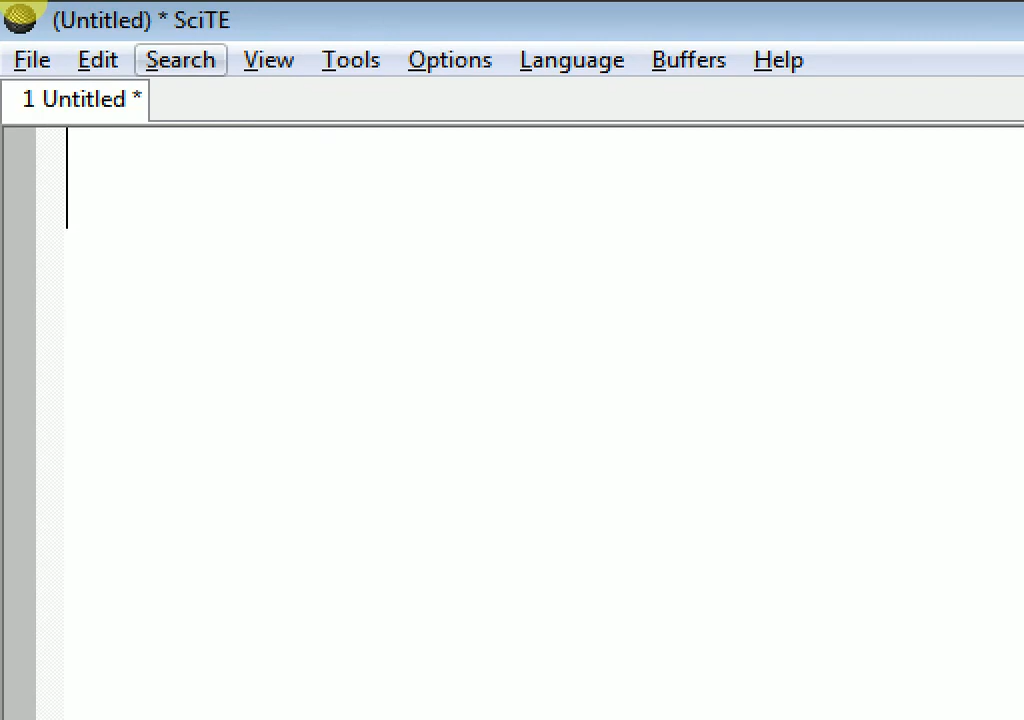 (Untitled) * SciTE
File Edit Search View Tools Options Language Buffers Help
1 Untitled *